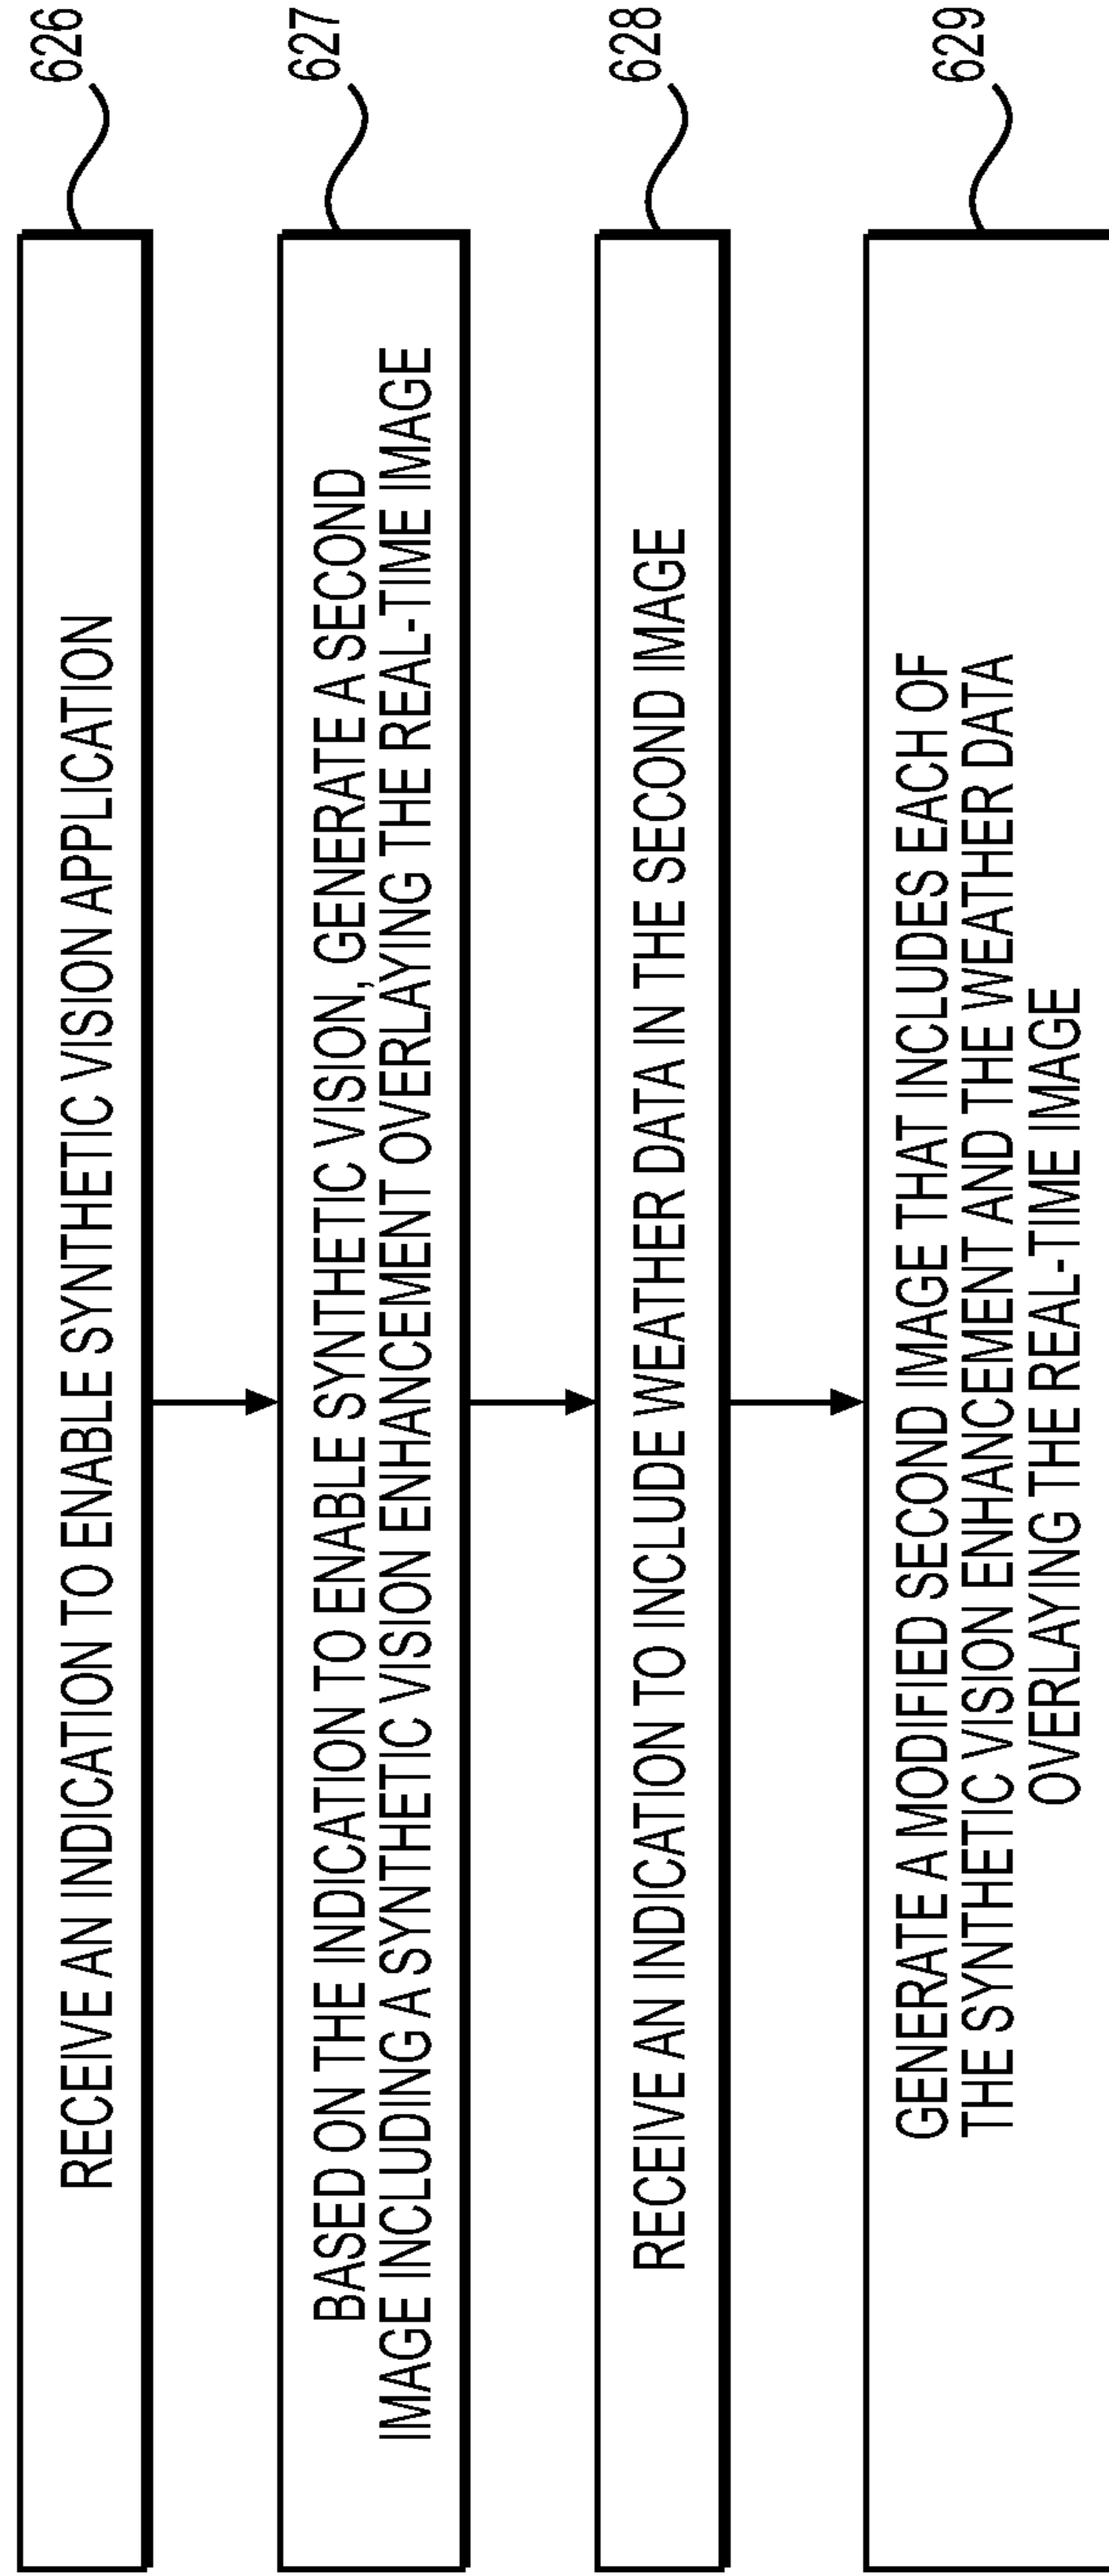 RECEIVE AN INDICATION TO ENABLE SYNTHETIC VISION APPLICATION
626
BASED ON THE INDICATION TO ENABLE SYNTHETIC VISION, GENERATE A SECOND
IMAGE INCLUDING A SYNTHETIC VISION ENHANCEMENT OVERLAYING THE REAL-TIME IMAGE
627
RECEIVE AN INDICATION TO INCLUDE WEATHER DATA IN THE SECOND IMAGE
628
GENERATE A MODIFIED SECOND IMAGE THAT INCLUDES EACH OF
THE SYNTHETIC VISION ENHANCEMENT AND THE WEATHER DATA
OVERLAYING THE REAL-TIME IMAGE
629